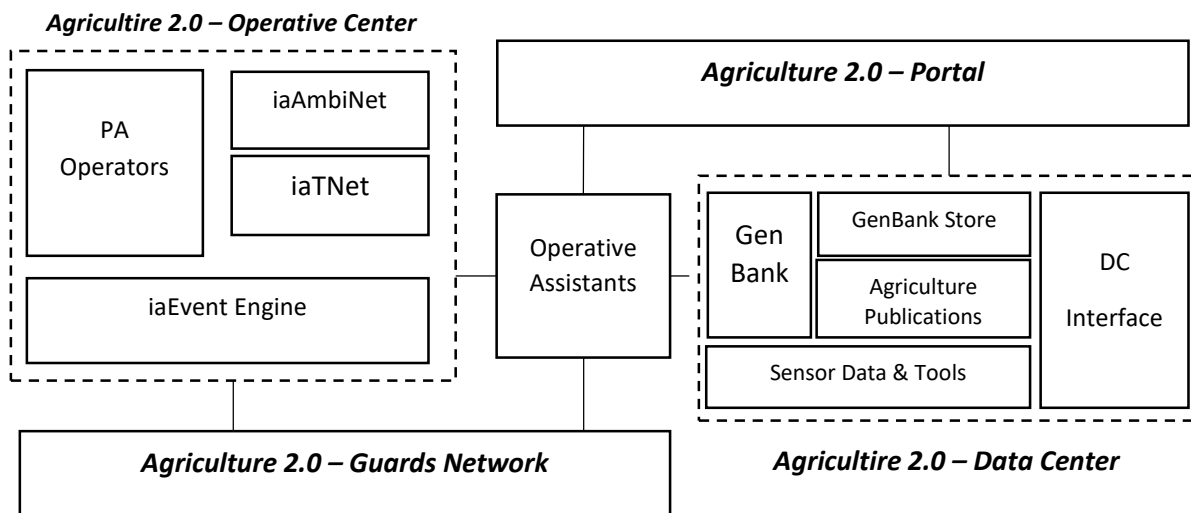 Agricultire 2.0 – Operative Center
Agriculture 2.0 – Portal
PA
Operators
iaAmbiNet
iaTNet
iaEvent Engine
Operative
Assistants
Gen
Bank
GenBank Store
Agriculture
Publications
Sensor Data & Tools
DC
Interface
Agriculture 2.0 – Guards Network
Agricultire 2.0 – Data Center